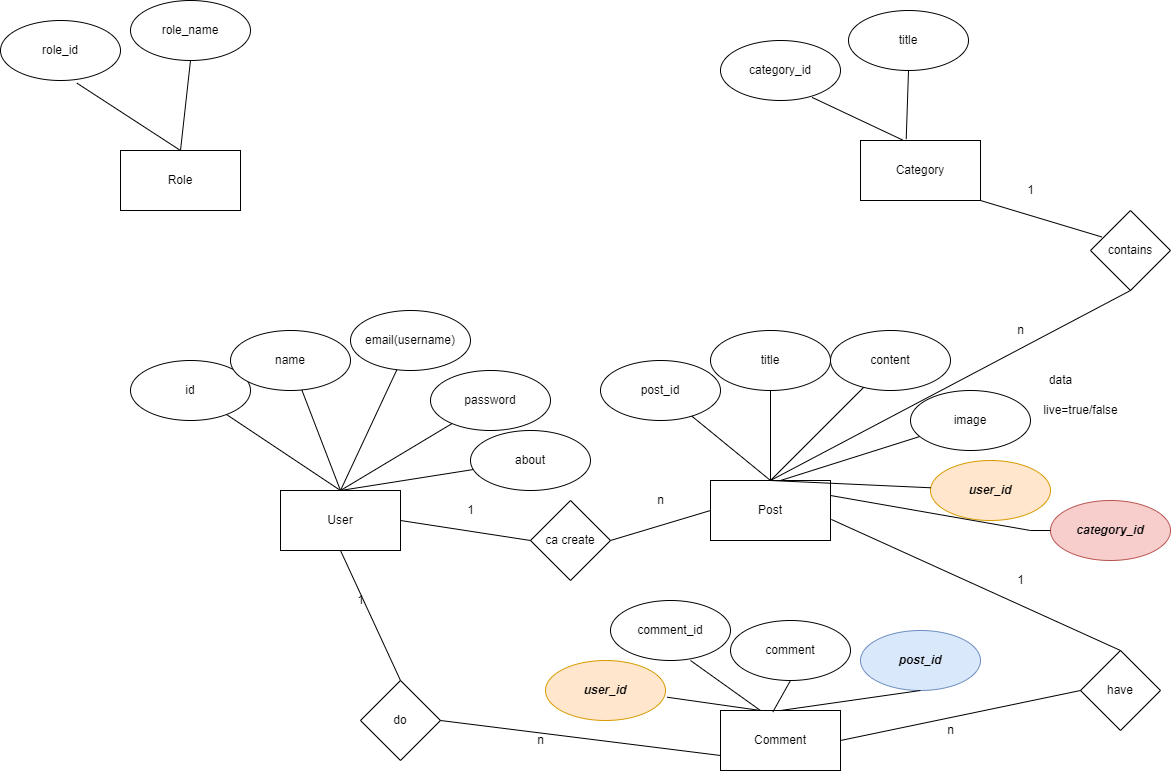 role_name
role_id
title
category_id
Category
Role
1
contains
n
email(username)
name
title
content
data
id
post_id
password
live=true/false
image
about
user_id
n
1
Post
User
category_id
ca create
1
1
comment_id
comment
post_id
user_id
have
do
n
n
Comment